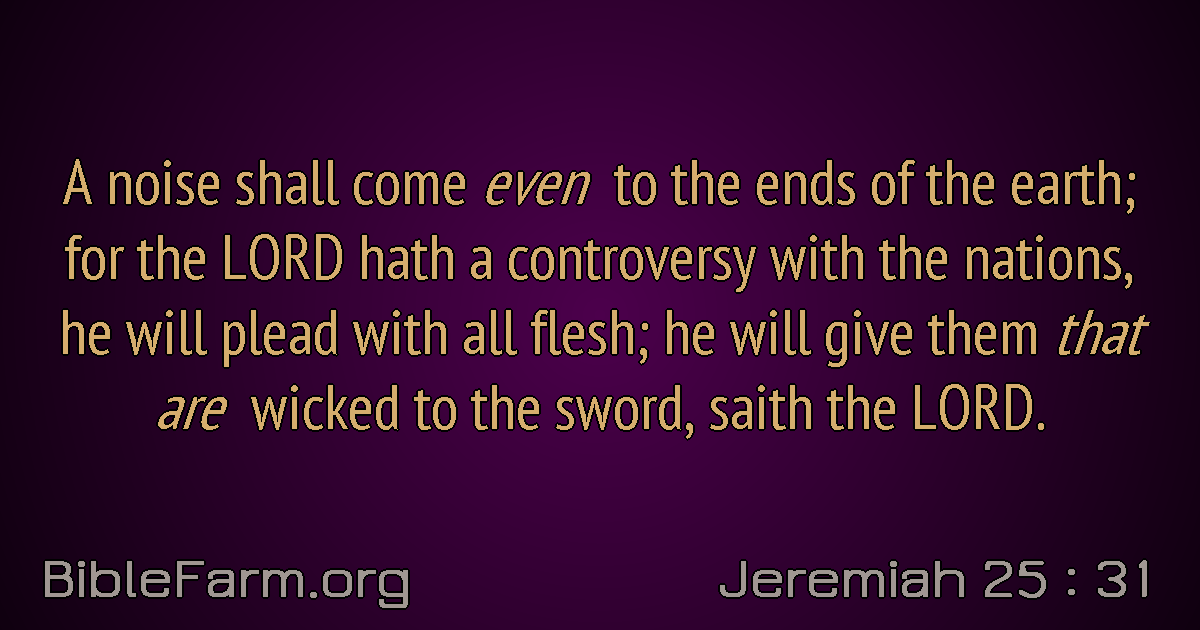 A noise shall come even to the ends of the earth;
for the LORD hath a controversy with the nations,
he will plead with all flesh; he will give them that
are wicked to the sword, saith the LORD.
BibleFarm.org
Jeremiah 25 : 31